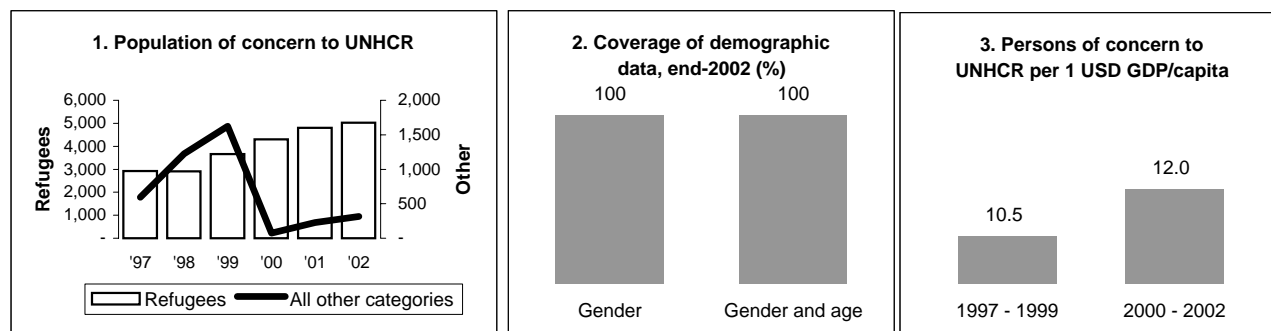 1. Population of concern to UNHCR
6,000
5,000
4,000
3,000
2,000
1,000
-
Refugees
2,000
1,500
1,000
500
-
Other
'97 '98 '99 '00 '01 '02
Refugees All other categories
2. Coverage of demographic
data, end-2002 (%)
100 100
Gender Gender and age
3. Persons of concern to
UNHCR per 1 USD GDP/capita
10.5
12.0
1997 - 1999 2000 - 2002